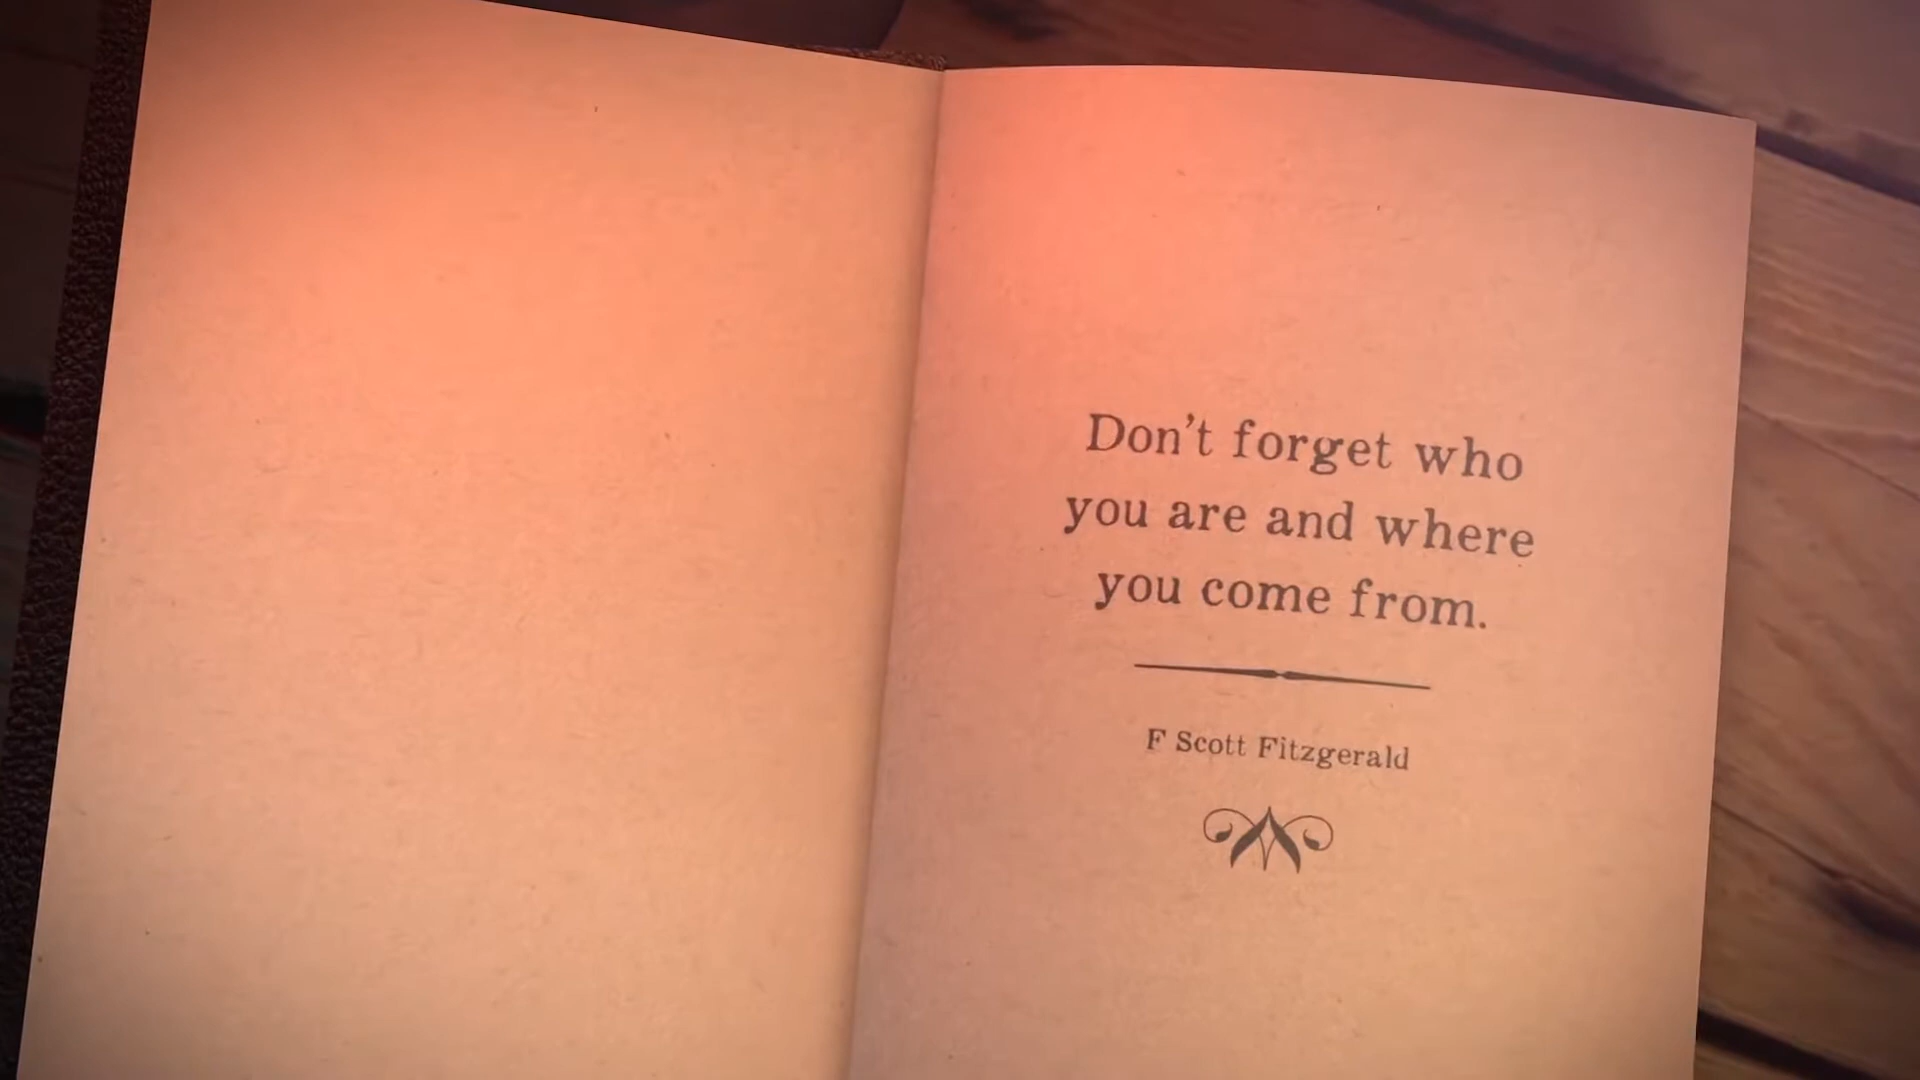 Don't forget who
you are and where
you come from.
F Scott Fitzgerald